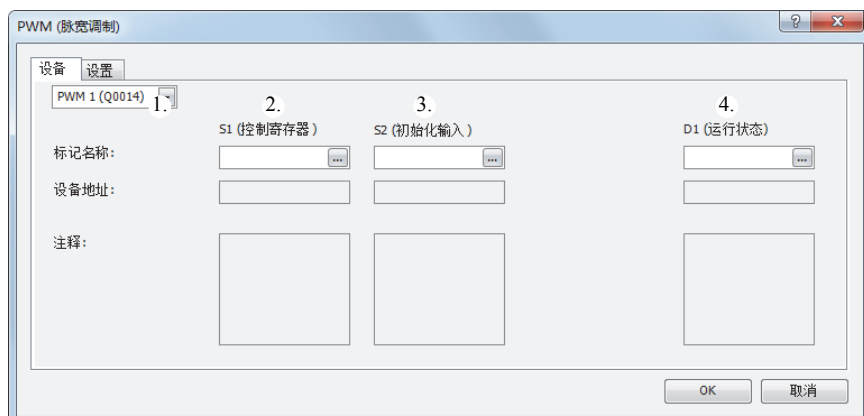 PWM (脉宽调制)
设备 设置
PWM 1 (Q0014) 1. 2. 3. 4.
S1 (控制寄存器) S2 (初始化输入) D1 (运行状态)
标记名称: ... ... ...
设备地址:
注释:
OK 取消